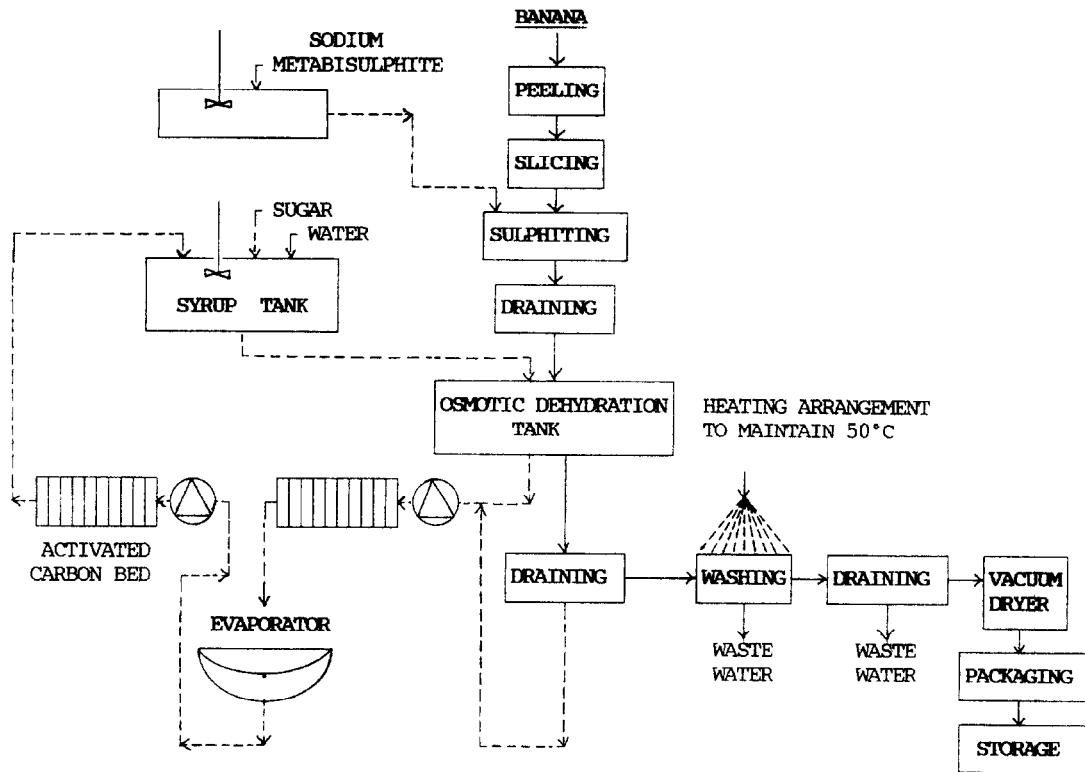 BANANA
SODIUM
METABISULPHITE
PEELING
SLICING
SUGAR
WATER
SULPHITING
SYRUP TANK
DRAINING
OSMOTIC DEHYDRATION
TANK
HEATING ARRANGEMENT
TO MAINTAIN 50°C
ACTIVATED
CARBON BED
DRAINING
WASHING
DRAINING
VACUUM
DRYER
EVAPORATOR
WASTE
WATER
WASTE
WATER
PACKAGING
STORAGE